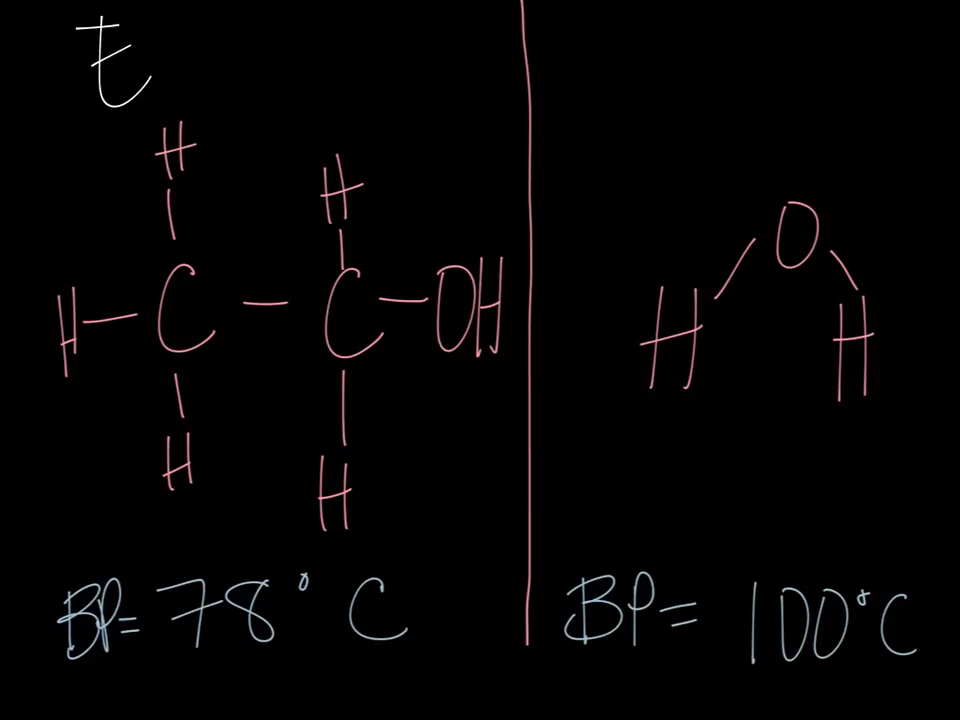 t
H
H
H — C — C — OH
H
H
O
H H
BP= 78° C
BP= 100°C